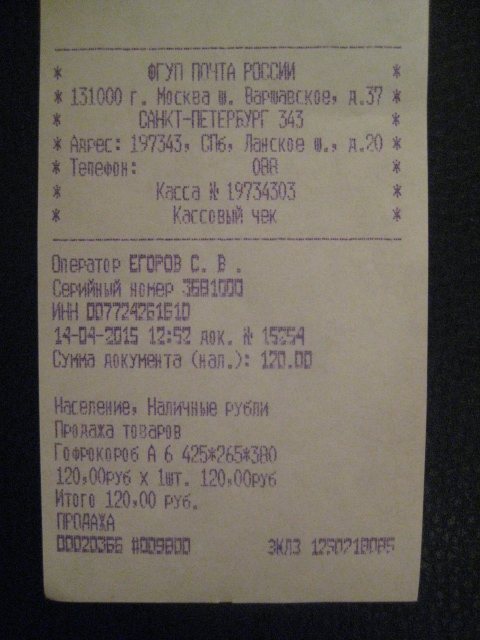 * ФГУП ПОЧТА РОССИИ *
* 131000 г. Москва ш. Варшавское, д.37 *
* САНКТ-ПЕТЕРБУРГ 343 *
* Адрес: 197343, СПб, Ланское ш., д.20 *
* Телефон: 088 *
* Касса № 19734303 *
* Кассовый чек *
Оператор ЕГОРОВ С. В .
Серийный номер 3681000
ИНН 007724261610
14-04-2015 12:52 док. № 15254
Сумма документа (нал.): 120.00
Население, Наличные рубли
Продажа товаров
Гофрокороб А 6 425*265*380
120,00руб х 1шт. 120,00руб
Итого 120,00 руб.
ПРОДАЖА
00020366 #009800 ЭКЛЗ 1290218085